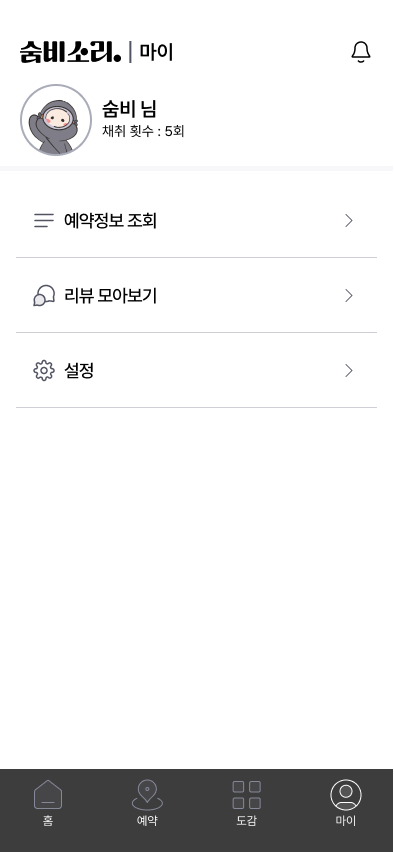 숨비소리. | 마이
숨비 님
채취 횟수 : 5회
예약정보 조회
리뷰 모아보기
설정
홈 예약 도감 마이